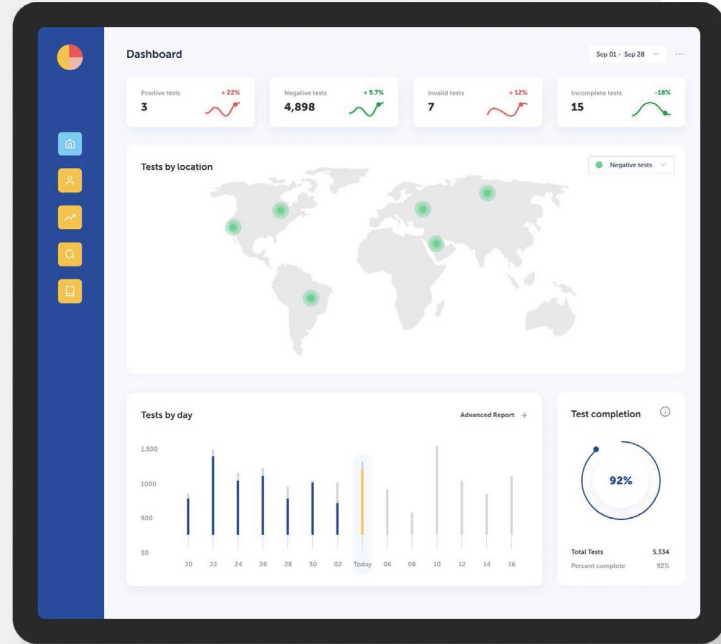 Dashboard
Sep 01 - Sep 28
Positive tests
+ 22%
3
Negative tests
+ 5.7%
4,898
Invalid tests
+ 12%
7
Incomplete tests
-18%
15
Tests by location
Negative tests
Tests by day
Advanced Report →
1,500
1000
500
$0
20 22 24 26 28 30 02 Today 06 08 10 12 14 16
Test completion
92%
Total Tests 5,334
Percent complete 92%